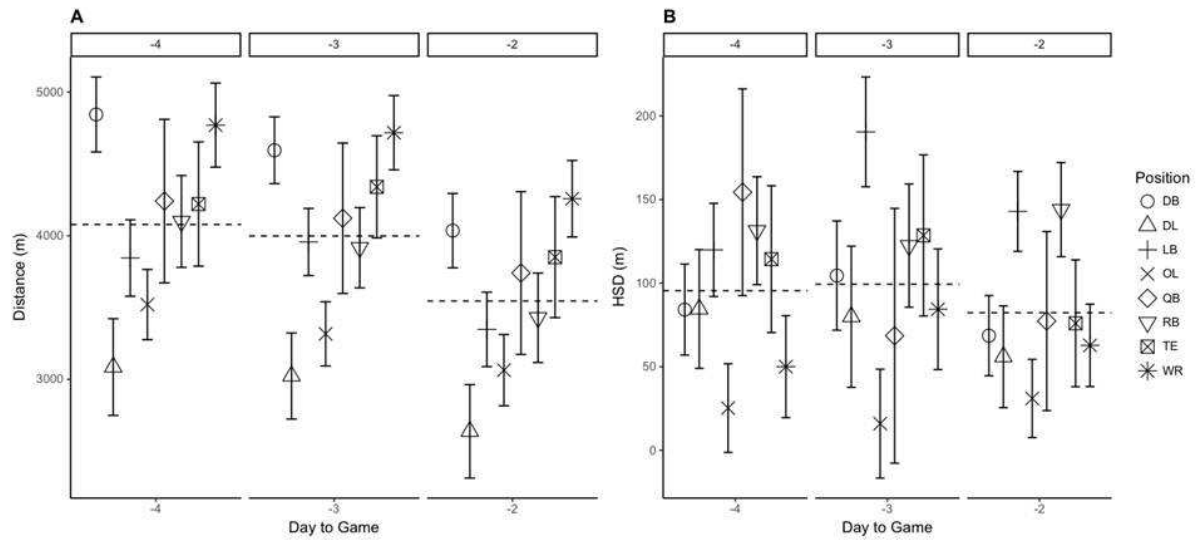 A
-4
-3
-2
Distance (m)
5000
4000
3000
-4
-3
-2
Day to Game
B
-4
-3
-2
HSD (m)
200
150
100
50
0
-4
-3
-2
Day to Game
Position
DB
DL
LB
OL
QB
RB
TE
WR